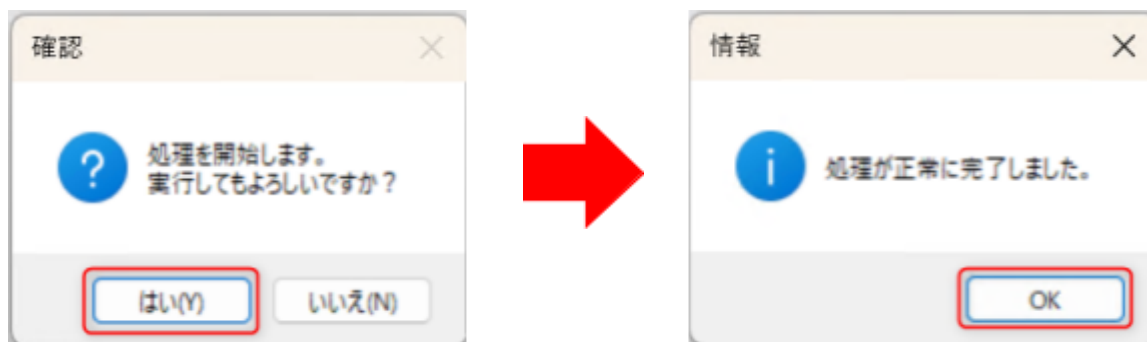 確認
処理を開始します。
実行してもよろしいですか？
はい(Y)
いいえ(N)
情報
処理が正常に完了しました。
OK